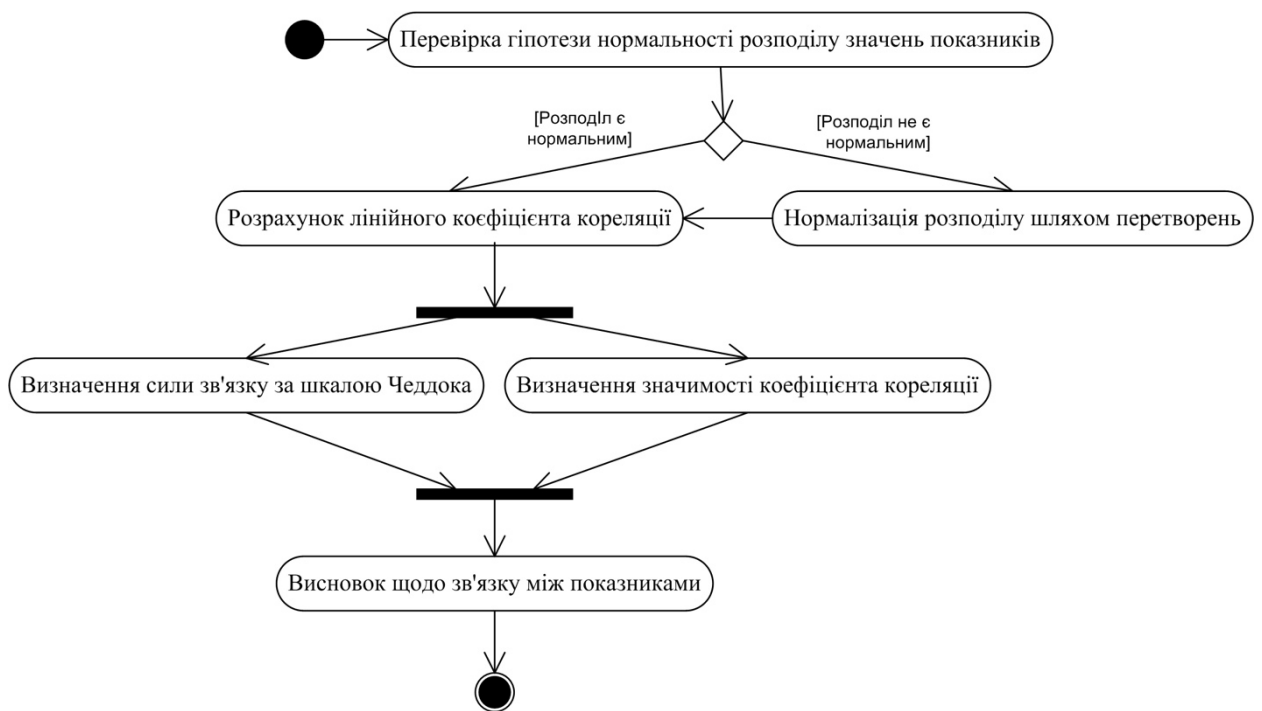 Перевірка гіпотези нормальності розподілу значень показників
[РозподІл є
нормальним]
[Розподіл не є
нормальним]
Розрахунок лінійного коєфіцієнта кореляції
Нормалізація розподілу шляхом перетворень
Визначення сили зв'язку за шкалою Чеддока
Визначення значимості коефіцієнта кореляції
Висновок щодо зв'язку між показниками